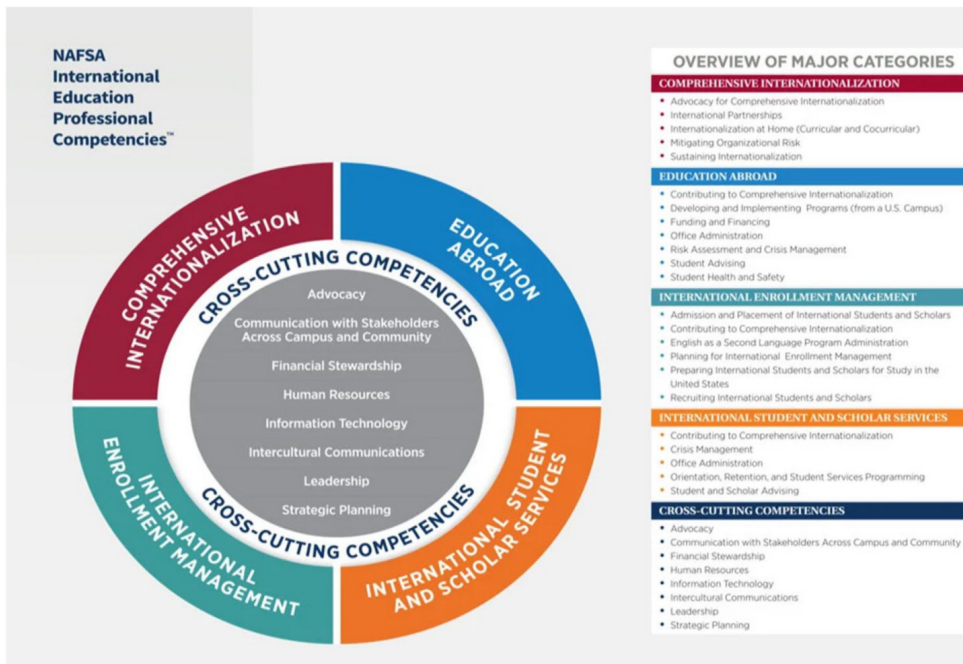 NAFSA
International
Education
Professional
Competencies™
COMPREHENSIVE
INTERNATIONALIZATION
EDUCATION
ABROAD
CROSS-CUTTING COMPETENCIES
Advocacy
Communication with Stakeholders
Across Campus and Community
Financial Stewardship
Human Resources
Information Technology
Intercultural Communications
Leadership
Strategic Planning
CROSS-CUTTING COMPETENCIES
INTERNATIONAL
ENROLLMENT MANAGEMENT
INTERNATIONAL STUDENT
AND SCHOLAR SERVICES
OVERVIEW OF MAJOR CATEGORIES
COMPREHENSIVE INTERNATIONALIZATION
• Advocacy for Comprehensive Internationalization
• International Partnerships
• Internationalization at Home (Curricular and Cocurricular)
• Mitigating Organizational Risk
• Sustaining Internationalization
EDUCATION ABROAD
• Contributing to Comprehensive Internationalization
• Developing and Implementing Programs (from a U.S. Campus)
• Funding and Financing
• Office Administration
• Risk Assessment and Crisis Management
• Student Advising
• Student Health and Safety
INTERNATIONAL ENROLLMENT MANAGEMENT
• Admission and Placement of International Students and Scholars
• Contributing to Comprehensive Internationalization
• English as a Second Language Program Administration
• Planning for International Enrollment Management
• Preparing International Students and Scholars for Study in the
United States
• Recruiting International Students and Scholars
INTERNATIONAL STUDENT AND SCHOLAR SERVICES
• Contributing to Comprehensive Internationalization
• Crisis Management
• Office Administration
• Orientation, Retention, and Student Services Programming
• Student and Scholar Advising
CROSS-CUTTING COMPETENCIES
• Advocacy
• Communication with Stakeholders Across Campus and Community
• Financial Stewardship
• Human Resources
• Information Technology
• Intercultural Communications
• Leadership
• Strategic Planning